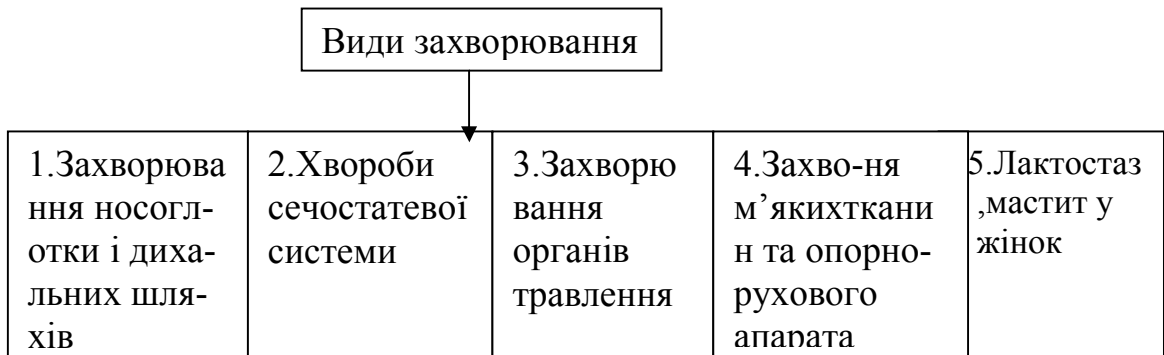 Види захворювання
1.Захворюва
ння носогл-
отки і диха-
льних шля-
хів
2.Хвороби
сечостатевої
системи
3.Захворю
вання
органів
травлення
4.Захво-ня
м’якихткани
н та опорно-
рухового
апарата
5.Лактостаз
,мастит у
жінок